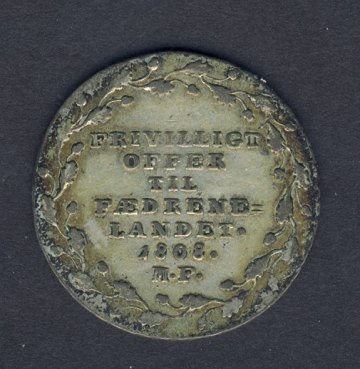 FRIVILLIGT
OFFER
TIL
FÆDRENE=
LANDET.
1808.
M.F.